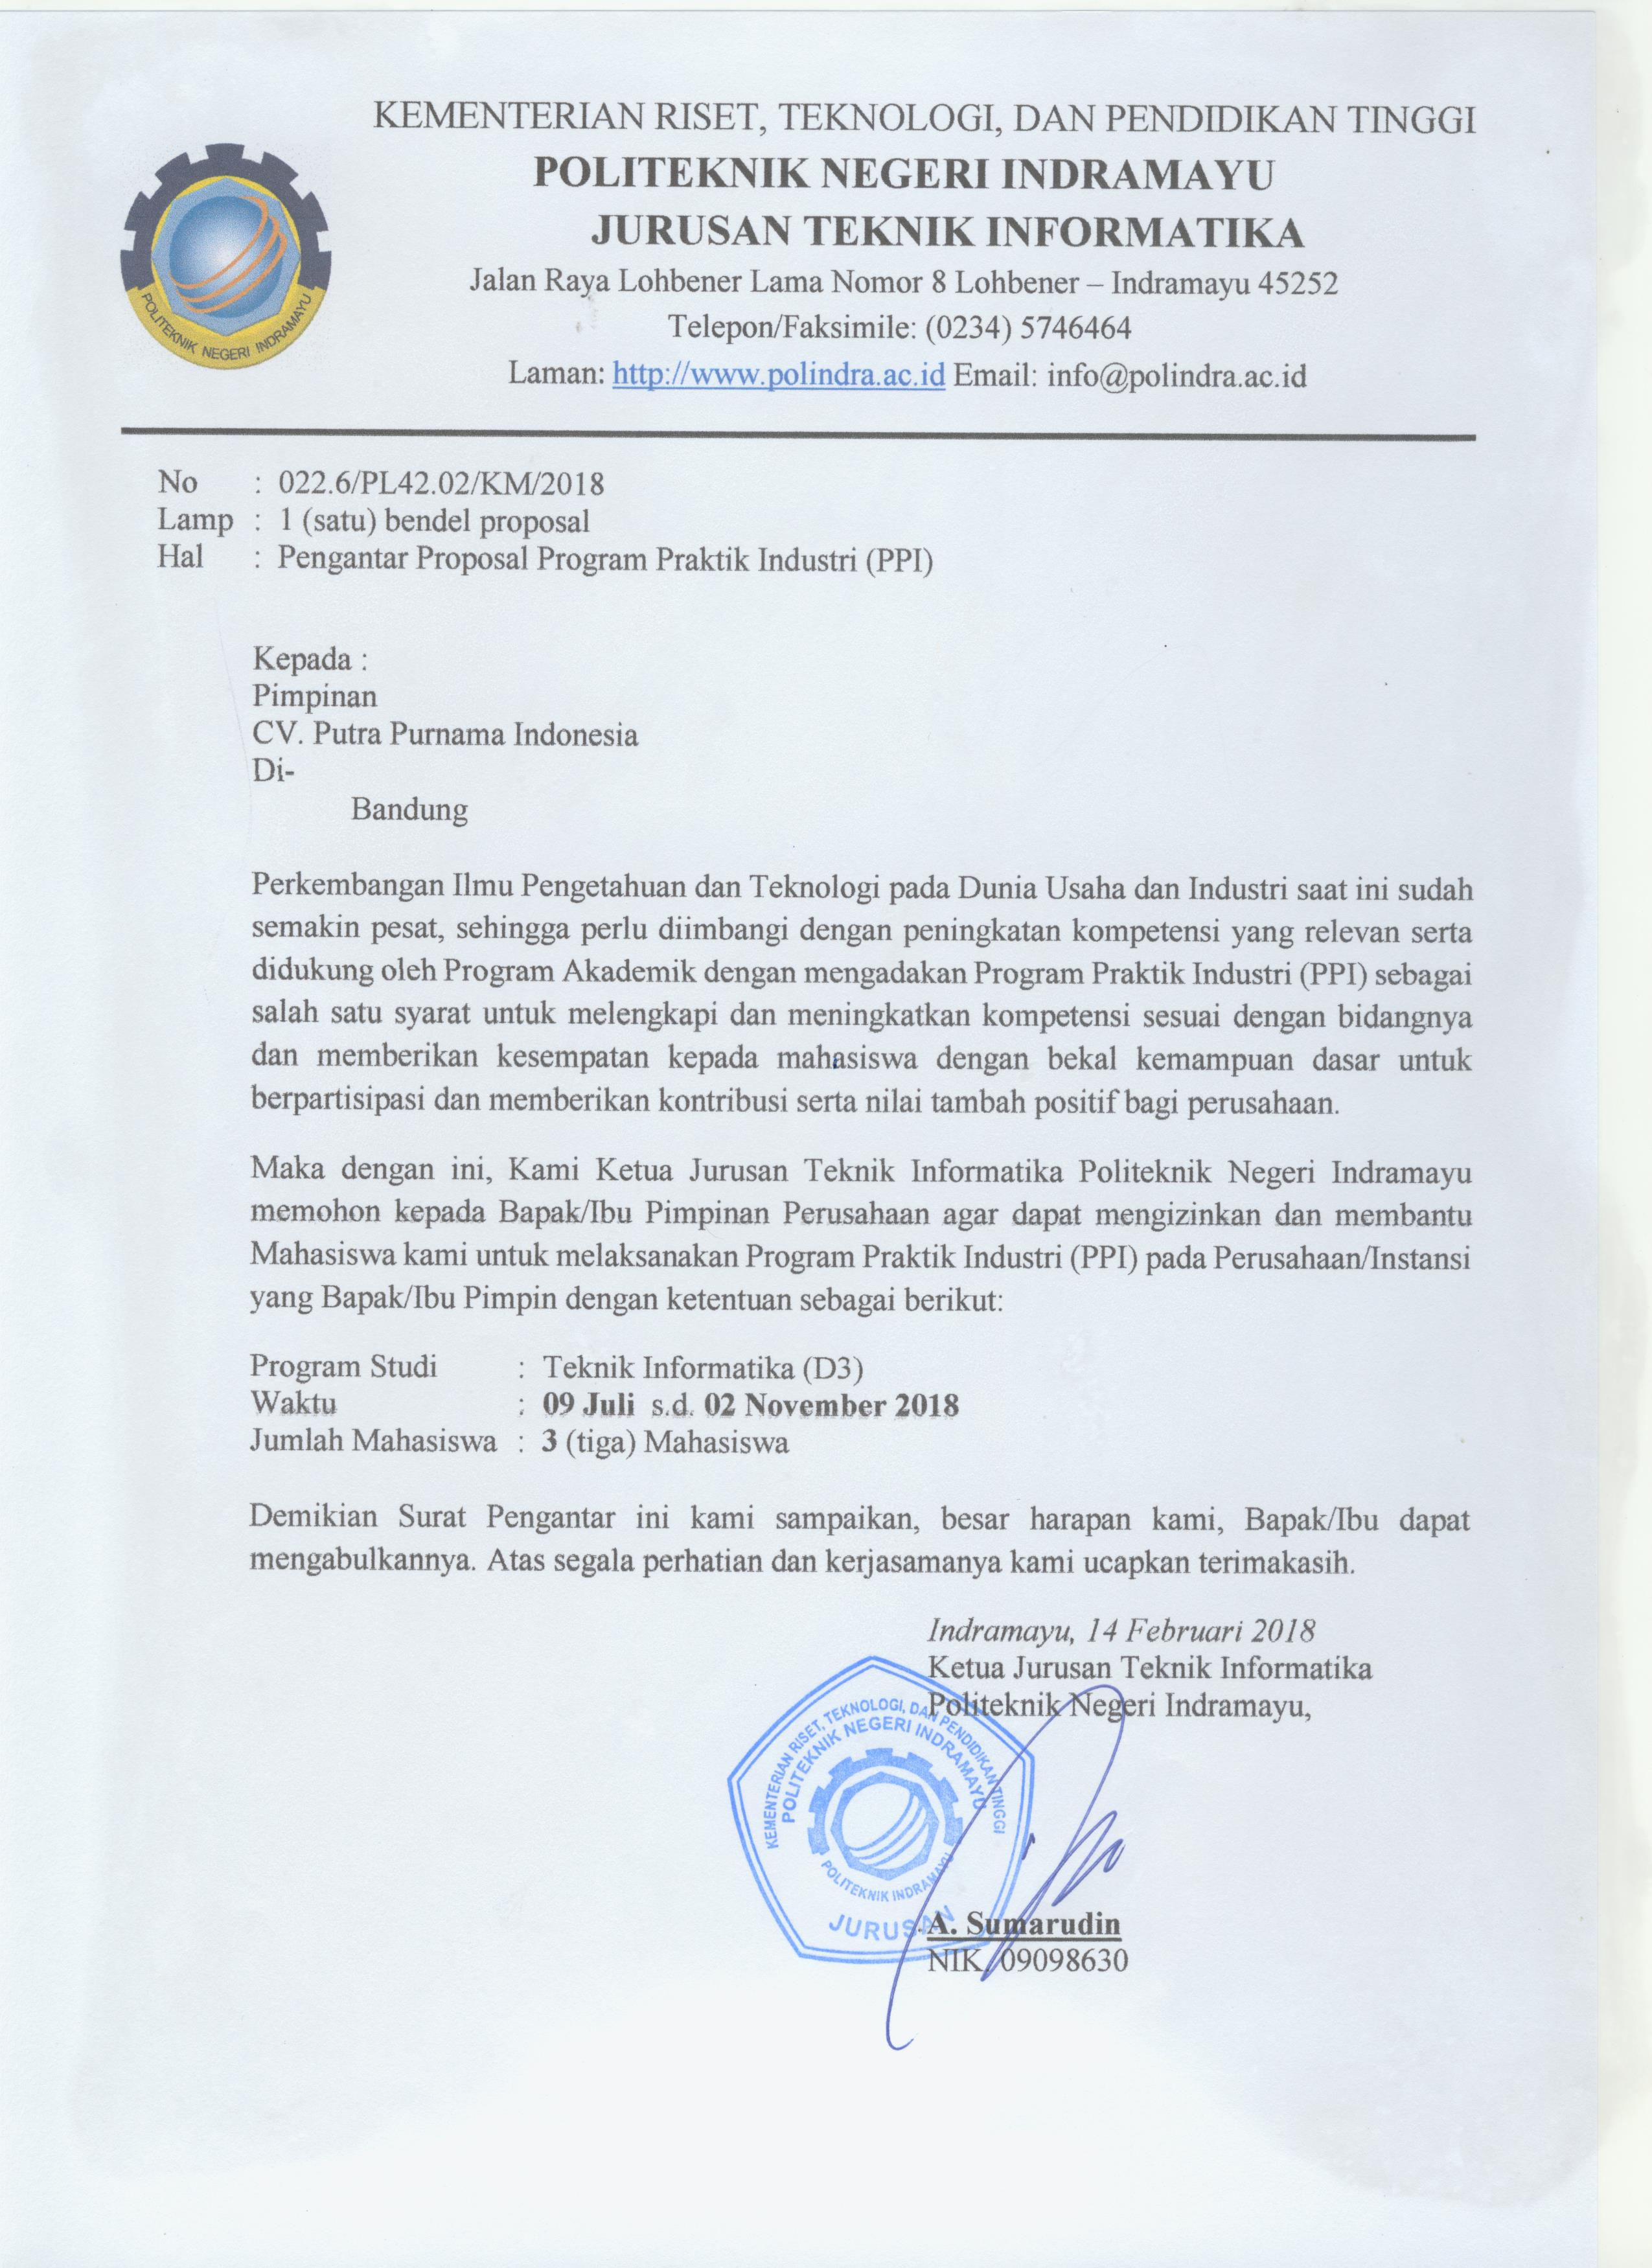 KEMENTERIAN RISET, TEKNOLOGI, DAN PENDIDIKAN TINGGI
POLITEKNIK NEGERI INDRAMAYU
JURUSAN TEKNIK INFORMATIKA
Jalan Raya Lohbener Lama Nomor 8 Lohbener – Indramayu 45252
Telepon/Faksimile: (0234) 5746464
Laman: http://www.polindra.ac.id Email: info@polindra.ac.id
POLITEKNIK NEGERI INDRAMAYU
No : 022.6/PL42.02/KM/2018
Lamp : 1 (satu) bendel proposal
Hal : Pengantar Proposal Program Praktik Industri (PPI)
Kepada :
Pimpinan
CV. Putra Purnama Indonesia
Di-
Bandung
Perkembangan Ilmu Pengetahuan dan Teknologi pada Dunia Usaha dan Industri saat ini sudah
semakin pesat, sehingga perlu diimbangi dengan peningkatan kompetensi yang relevan serta
didukung oleh Program Akademik dengan mengadakan Program Praktik Industri (PPI) sebagai
salah satu syarat untuk melengkapi dan meningkatkan kompetensi sesuai dengan bidangnya
dan memberikan kesempatan kepada mahasiswa dengan bekal kemampuan dasar untuk
berpartisipasi dan memberikan kontribusi serta nilai tambah positif bagi perusahaan.
Maka dengan ini, Kami Ketua Jurusan Teknik Informatika Politeknik Negeri Indramayu
memohon kepada Bapak/Ibu Pimpinan Perusahaan agar dapat mengizinkan dan membantu
Mahasiswa kami untuk melaksanakan Program Praktik Industri (PPI) pada Perusahaan/Instansi
yang Bapak/Ibu Pimpin dengan ketentuan sebagai berikut:
Program Studi : Teknik Informatika (D3)
Waktu : 09 Juli s.d. 02 November 2018
Jumlah Mahasiswa : 3 (tiga) Mahasiswa
Demikian Surat Pengantar ini kami sampaikan, besar harapan kami, Bapak/Ibu dapat
mengabulkannya. Atas segala perhatian dan kerjasamanya kami ucapkan terimakasih.
Indramayu, 14 Februari 2018
Ketua Jurusan Teknik Informatika
Politeknik Negeri Indramayu,
KEMENTERIAN RISET, TEKNOLOGI, DAN PENDIDIKAN TINGGI
POLITEKNIK NEGERI INDRAMAYU
POLITEKNIK INDRAMAYU
JURUSAN
A. Sumarudin
NIK. 09098630